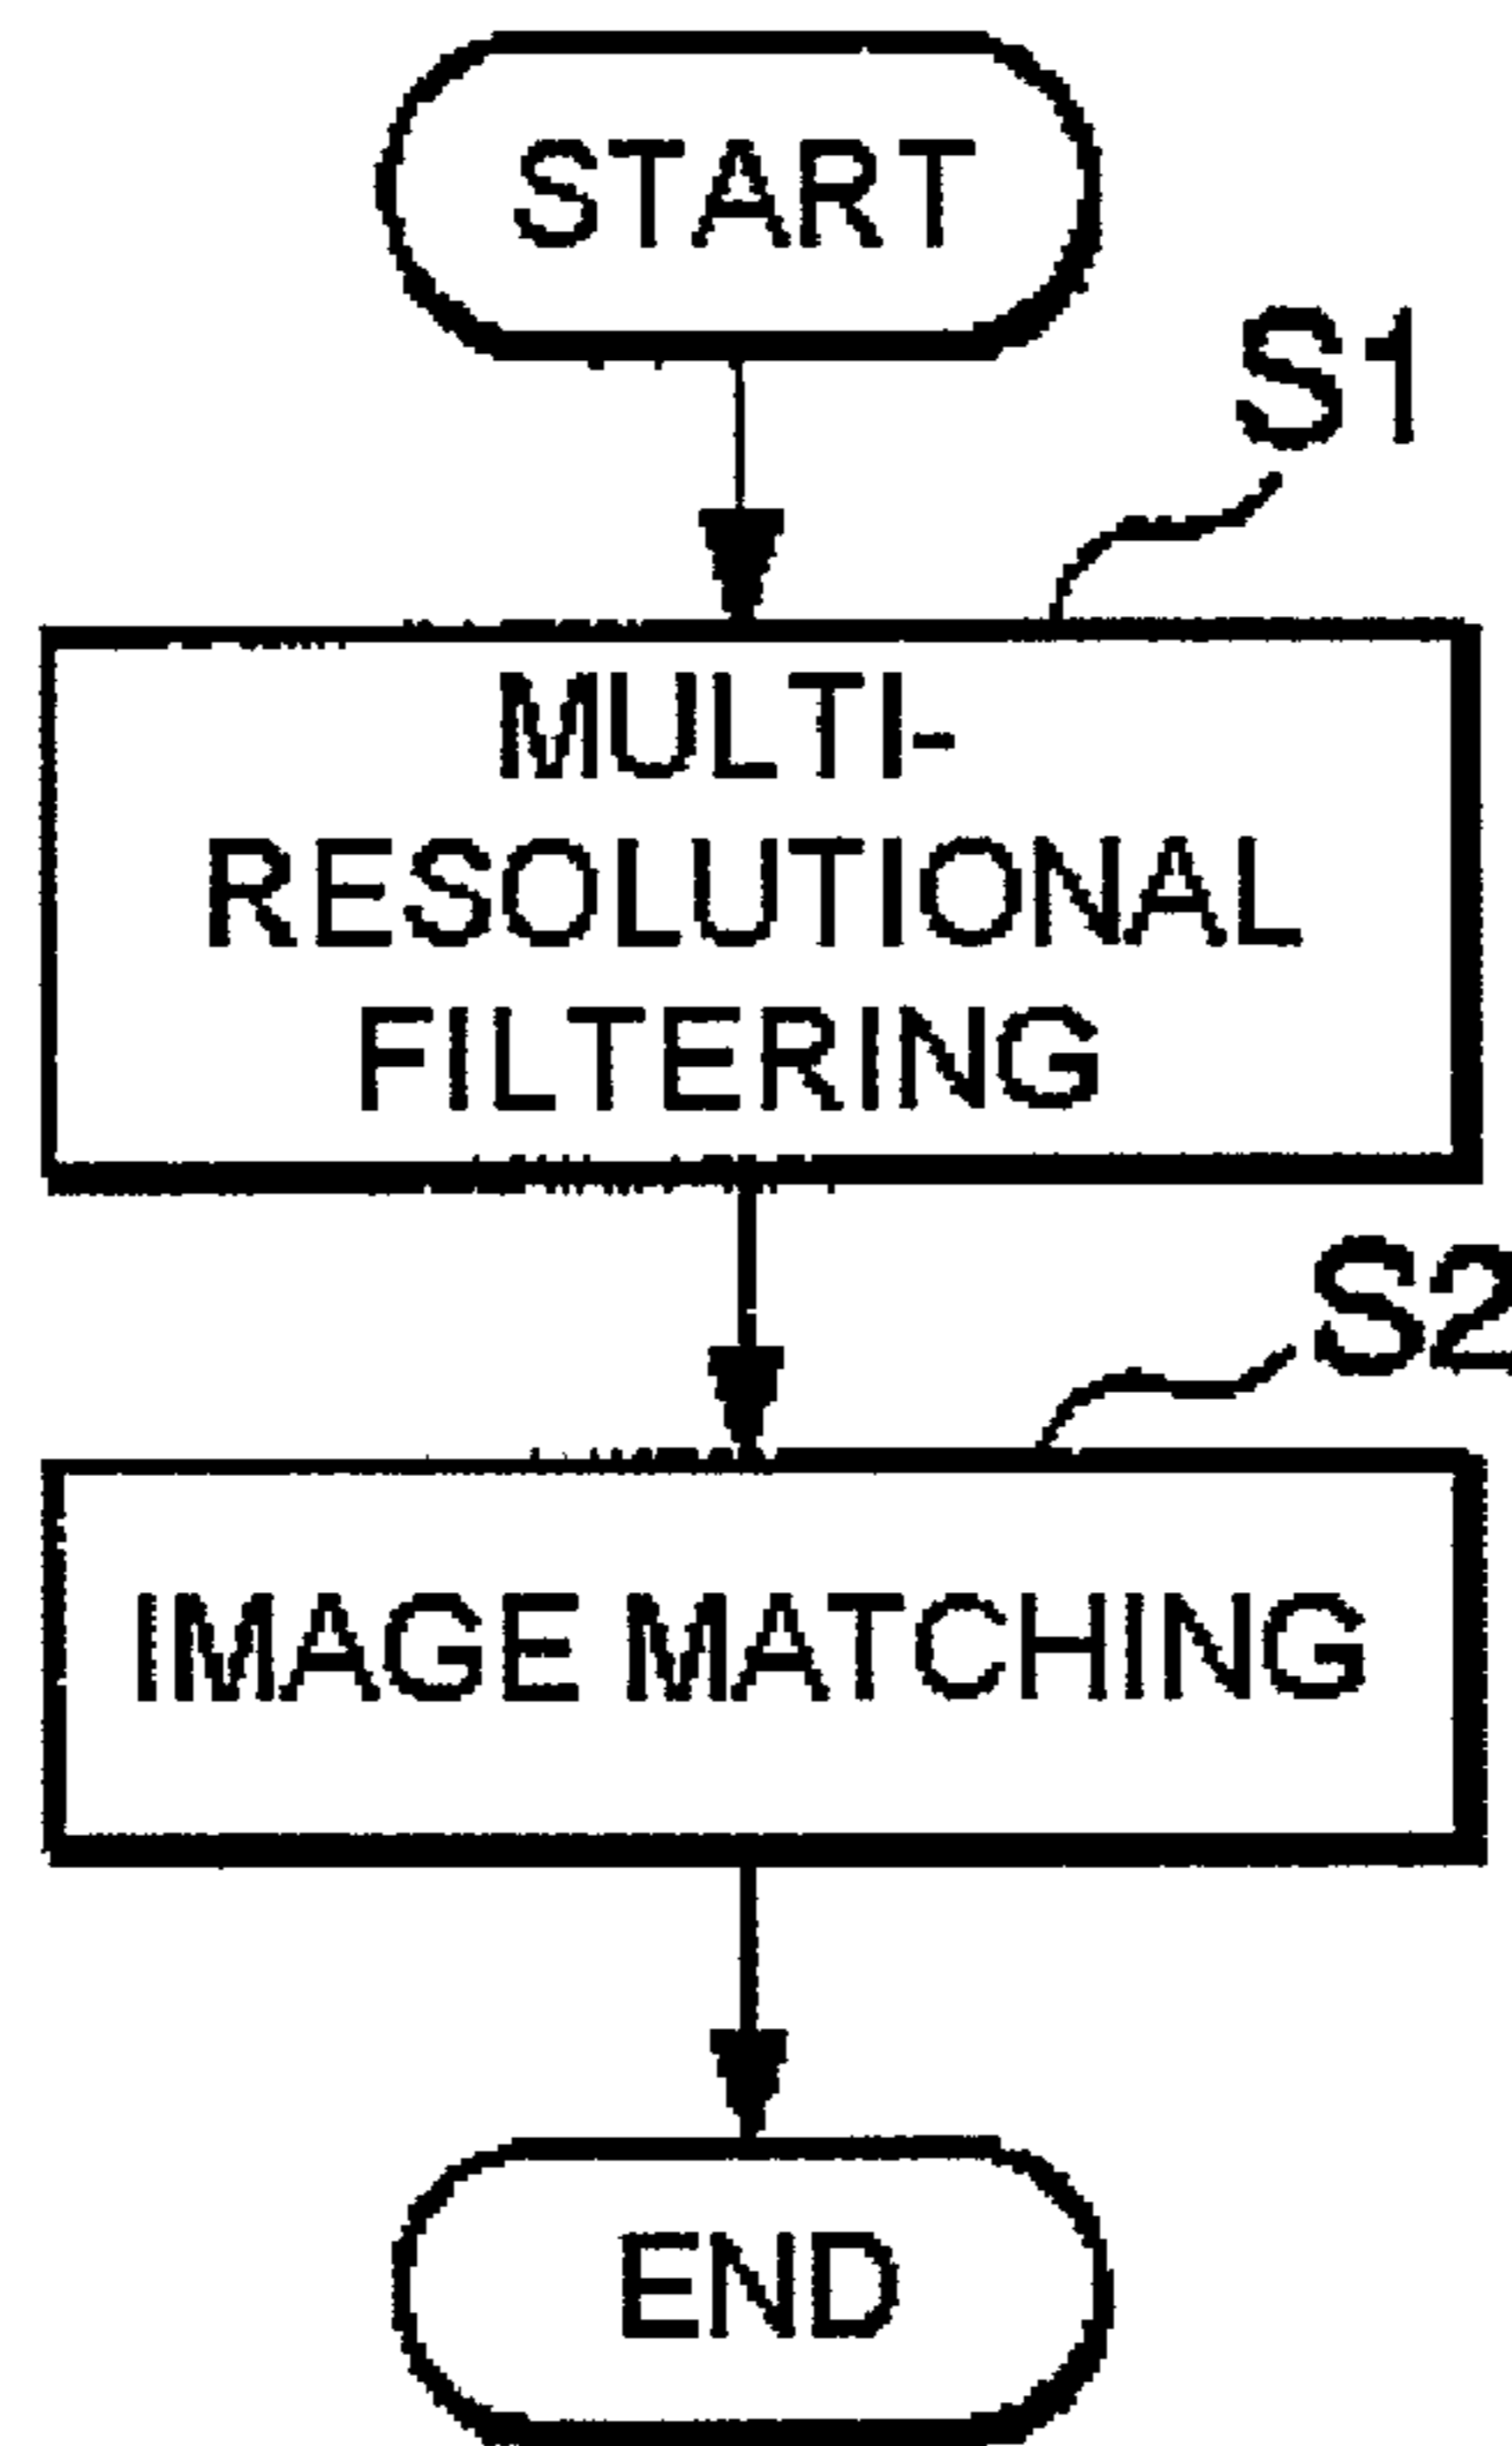 START
S1
MULTI-
RESOLUTIONAL
FILTERING
S2
IMAGE MATCHING
END